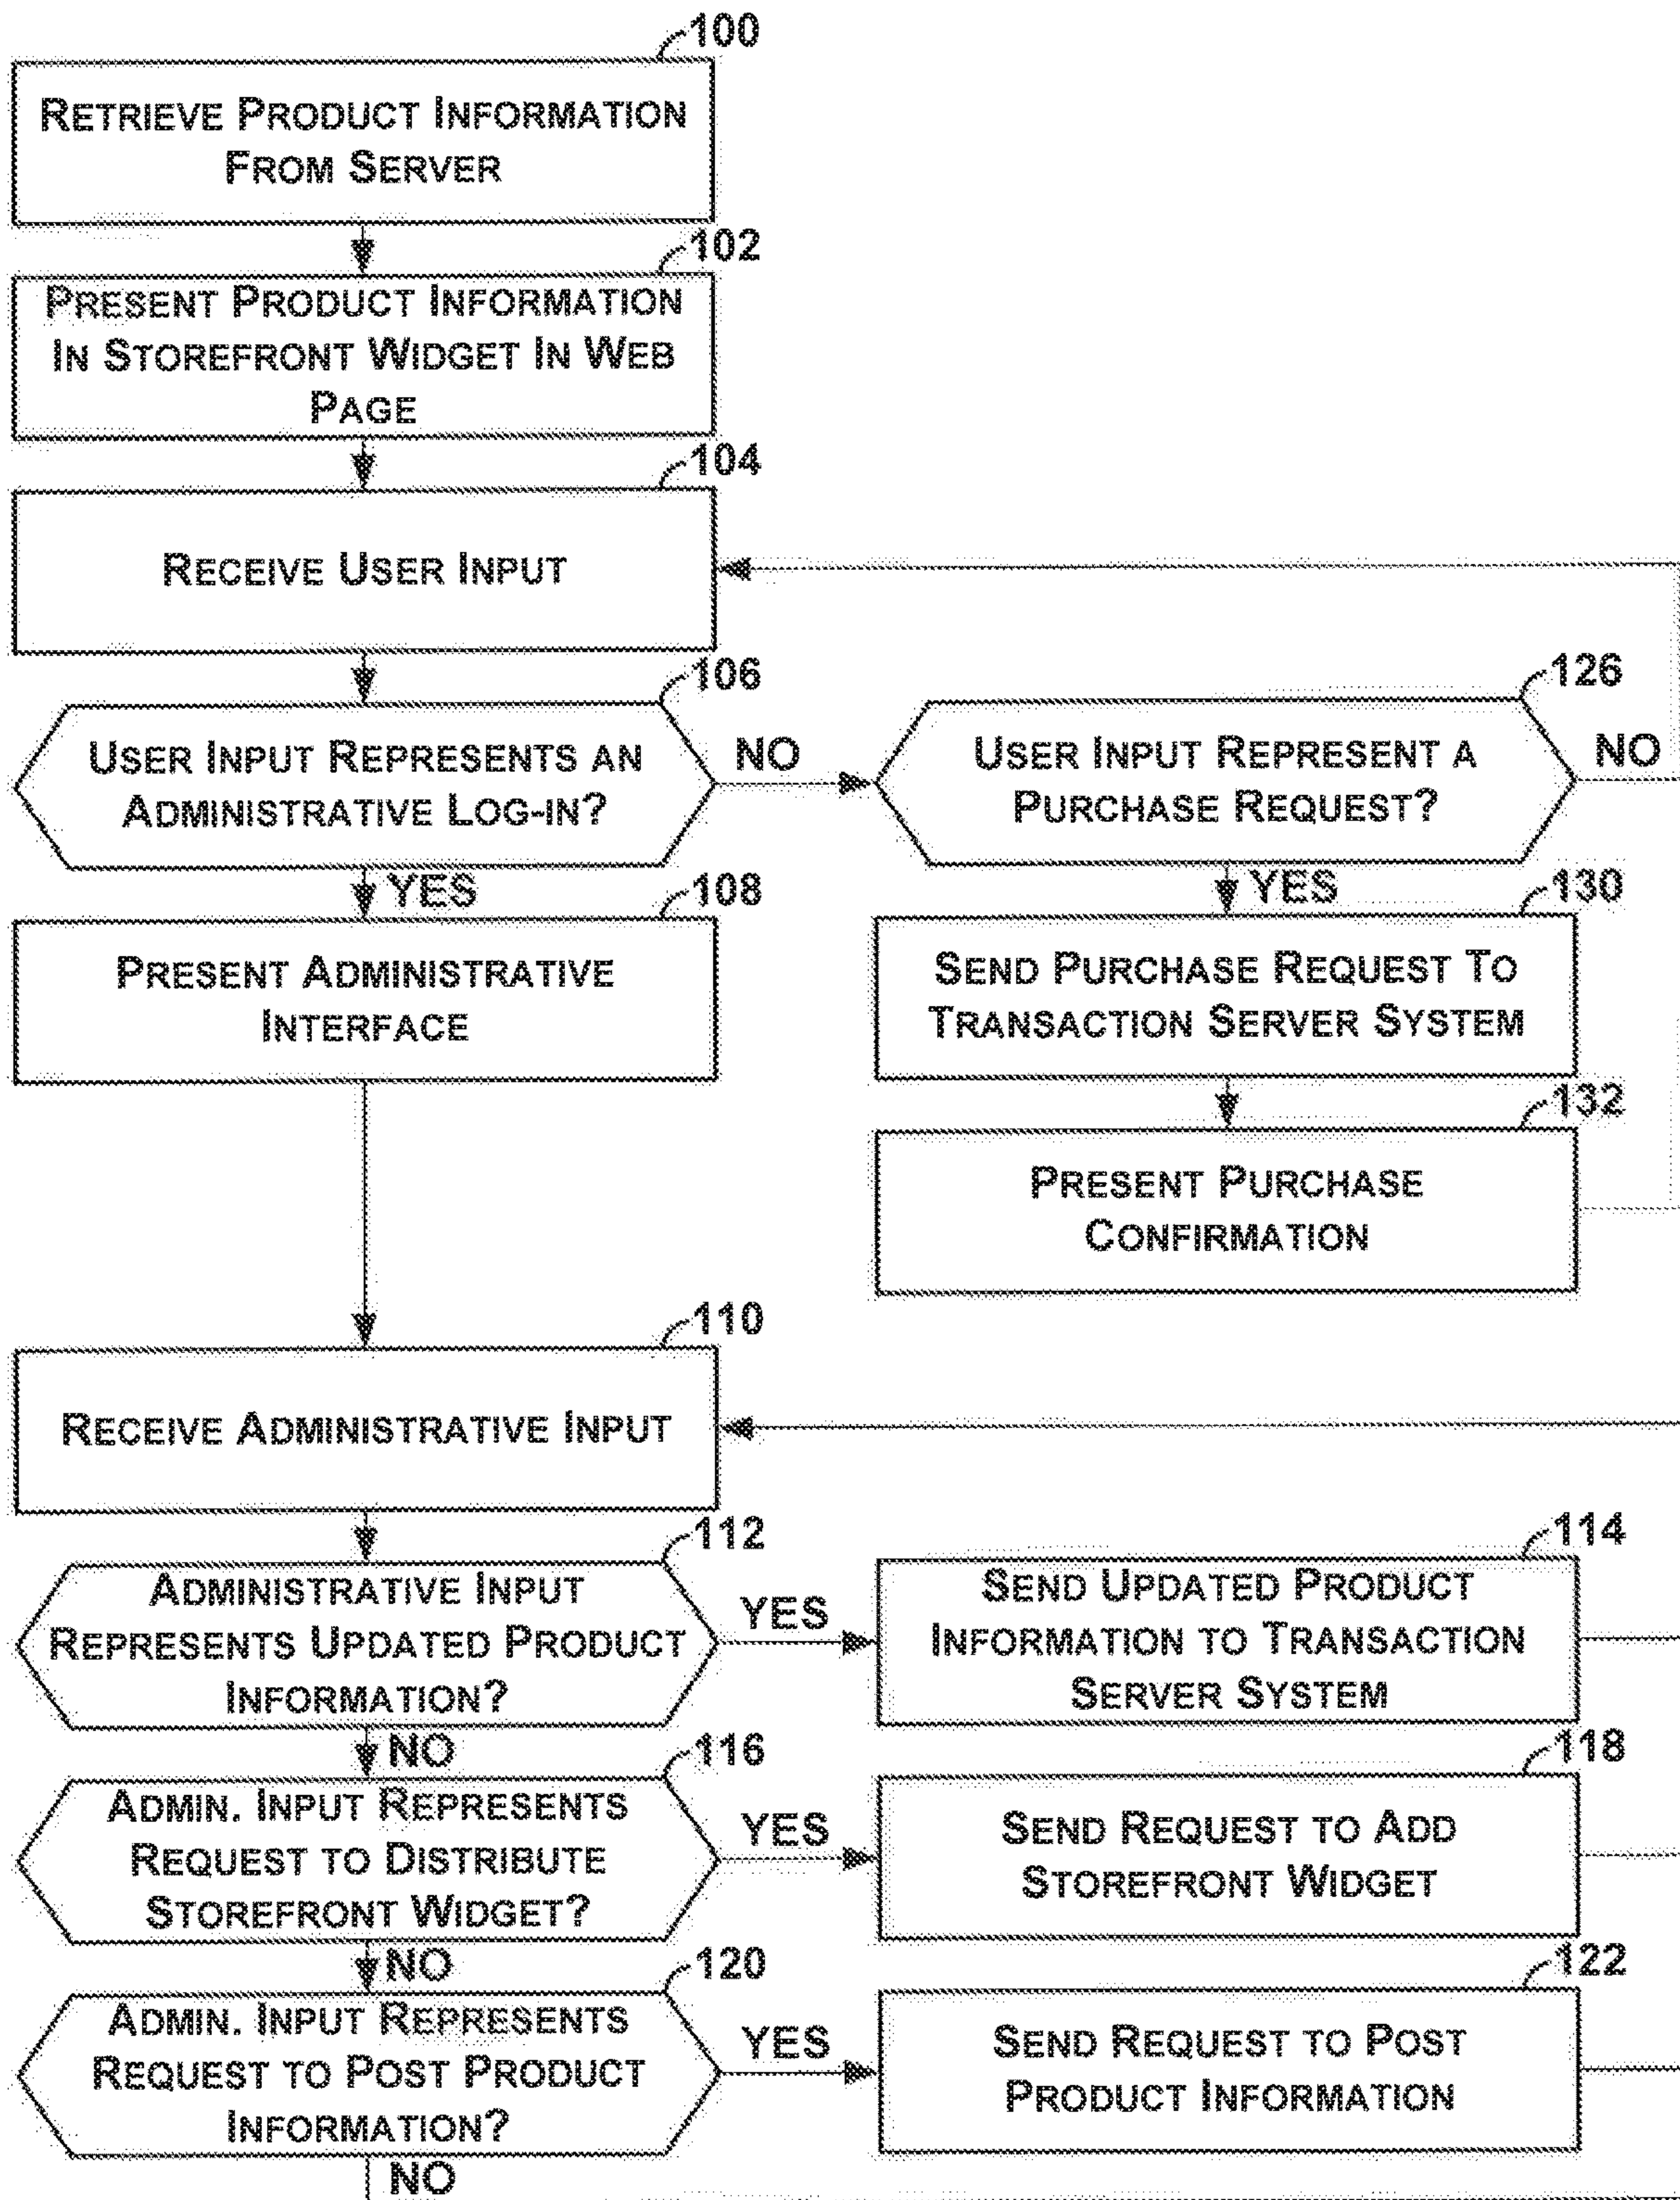 100
RETRIEVE PRODUCT INFORMATION
FROM SERVER
102
PRESENT PRODUCT INFORMATION
IN STOREFRONT WIDGET IN WEB
PAGE
104
RECEIVE USER INPUT
106
USER INPUT REPRESENTS AN
ADMINISTRATIVE LOG-IN?
NO
126
USER INPUT REPRESENT A
PURCHASE REQUEST?
NO
YES
108
PRESENT ADMINISTRATIVE
INTERFACE
YES
130
SEND PURCHASE REQUEST TO
TRANSACTION SERVER SYSTEM
132
PRESENT PURCHASE
CONFIRMATION
110
RECEIVE ADMINISTRATIVE INPUT
112
ADMINISTRATIVE INPUT
REPRESENTS UPDATED PRODUCT
INFORMATION?
YES
114
SEND UPDATED PRODUCT
INFORMATION TO TRANSACTION
SERVER SYSTEM
NO
116
ADMIN. INPUT REPRESENTS
REQUEST TO DISTRIBUTE
STOREFRONT WIDGET?
YES
118
SEND REQUEST TO ADD
STOREFRONT WIDGET
NO
120
ADMIN. INPUT REPRESENTS
REQUEST TO POST PRODUCT
INFORMATION?
YES
122
SEND REQUEST TO POST
PRODUCT INFORMATION
NO